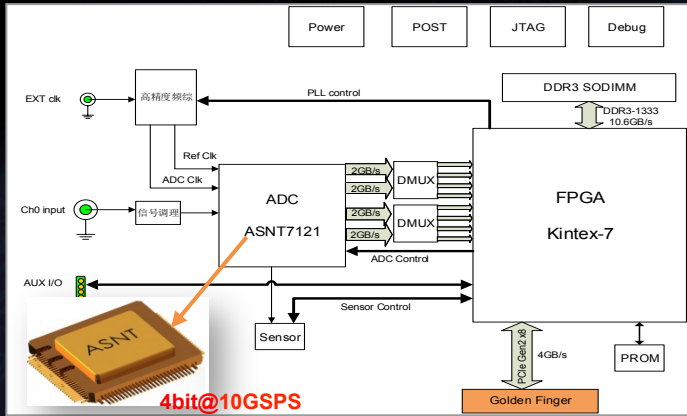 Power
POST
JTAG
Debug
EXT clk
高精度频综
PLL control
DDR3 SODIMM
DDR3-1333
10.6GB/s
Ref Clk
ADC Clk
ADC
ASNT7121
2GB/s
2GB/s
DMUX
2GB/s
2GB/s
DMUX
FPGA
Kintex-7
Ch0 input
信号调理
ADC Control
AUX I/O
Sensor Control
Sensor
ASNT
4bit@10GSPS
PCIe Gen2 x8
4GB/s
PROM
Golden Finger